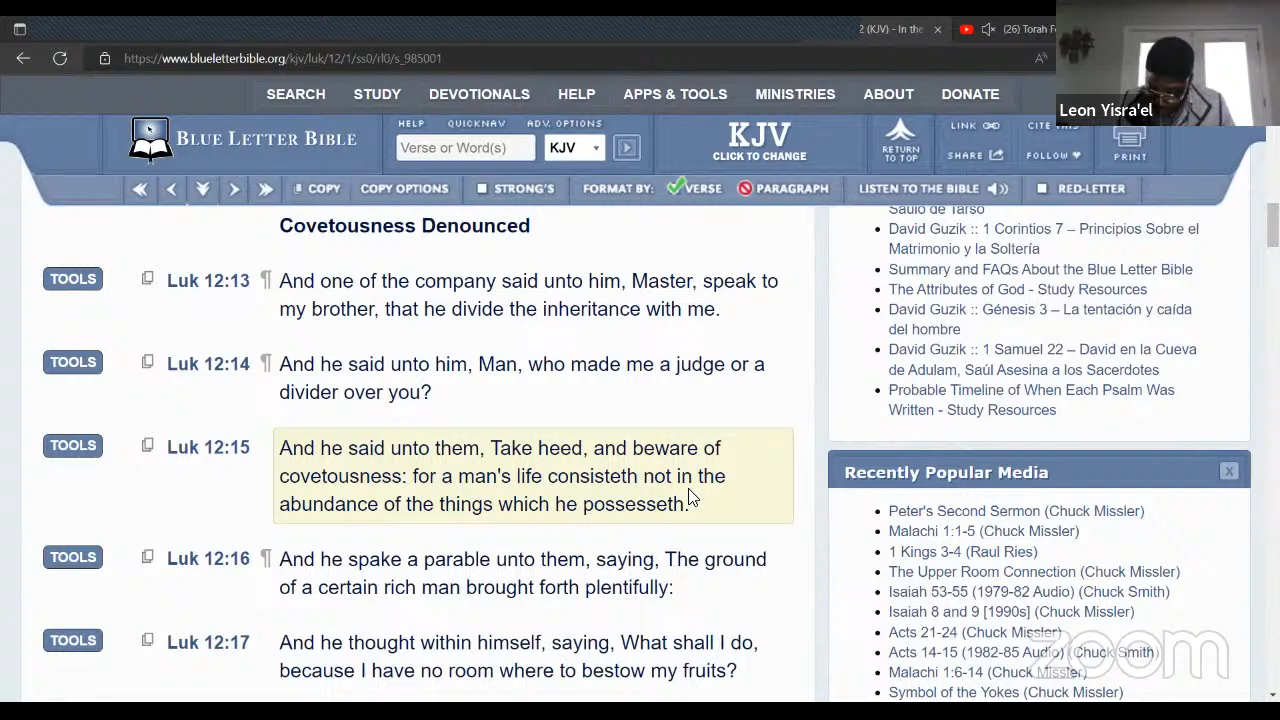 2 (KJV) - In the
(26) Torah Fo
https://www.blueletterbible.org/kjv/luk/12/1/ss0/rl0/s_985001
Leon Yisra'el
SEARCH STUDY DEVOTIONALS HELP APPS & TOOLS MINISTRIES ABOUT DONATE
BLUE LETTER BIBLE
HELP QUICKNAV ADV. OPTIONS
Verse or Word(s) KJV
KJV
CLICK TO CHANGE
RETURN
TO TOP
LINK CITE THIS
SHARE FOLLOW
PRINT
COPY COPY OPTIONS STRONG'S FORMAT BY: VERSE PARAGRAPH LISTEN TO THE BIBLE RED-LETTER
Covetousness Denounced
TOOLS Luk 12:13 ¶ And one of the company said unto him, Master, speak to
my brother, that he divide the inheritance with me.
TOOLS Luk 12:14 ¶ And he said unto him, Man, who made me a judge or a
divider over you?
TOOLS Luk 12:15 And he said unto them, Take heed, and beware of
covetousness: for a man's life consisteth not in the
abundance of the things which he possesseth.
TOOLS Luk 12:16 ¶ And he spake a parable unto them, saying, The ground
of a certain rich man brought forth plentifully:
TOOLS Luk 12:17 And he thought within himself, saying, What shall I do,
because I have no room where to bestow my fruits?
Saulo de Tarso
David Guzik :: 1 Corintios 7 – Principios Sobre el
Matrimonio y la Soltería
Summary and FAQs About the Blue Letter Bible
The Attributes of God - Study Resources
David Guzik :: Génesis 3 – La tentación y caída
del hombre
David Guzik :: 1 Samuel 22 – David en la Cueva
de Adulam, Saúl Asesina a los Sacerdotes
Probable Timeline of When Each Psalm Was
Written - Study Resources
Recently Popular Media
Peter's Second Sermon (Chuck Missler)
Malachi 1:1-5 (Chuck Missler)
1 Kings 3-4 (Raul Ries)
The Upper Room Connection (Chuck Missler)
Isaiah 53-55 (1979-82 Audio) (Chuck Smith)
Isaiah 8 and 9 [1990s] (Chuck Missler)
Acts 21-24 (Chuck Missler)
Acts 14-15 (1982-85 Audio) (Chuck Smith)
Malachi 1:6-14 (Chuck Missler)
Symbol of the Yokes (Chuck Missler)
zoom